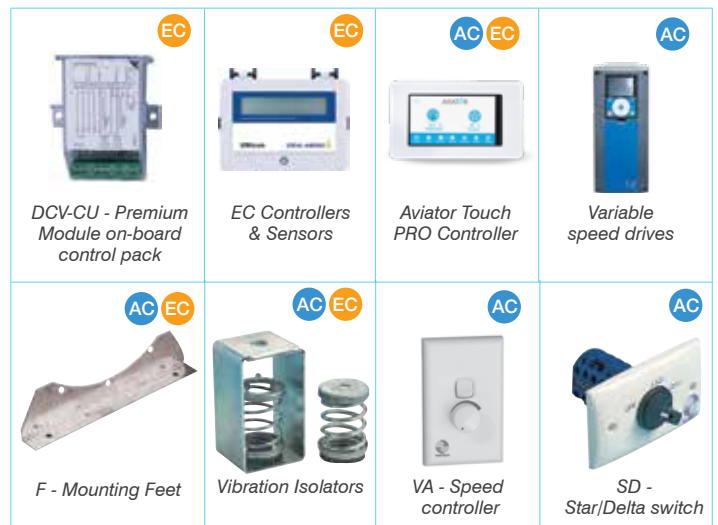 EC
EC
AC EC
AC
DCV-CU - Premium
Module on-board
control pack
EC Controllers
& Sensors
Aviator Touch
PRO Controller
Variable
speed drives
AC EC
AC EC
AC
AC
F - Mounting Feet
Vibration Isolators
VA - Speed
controller
SD -
Star/Delta switch